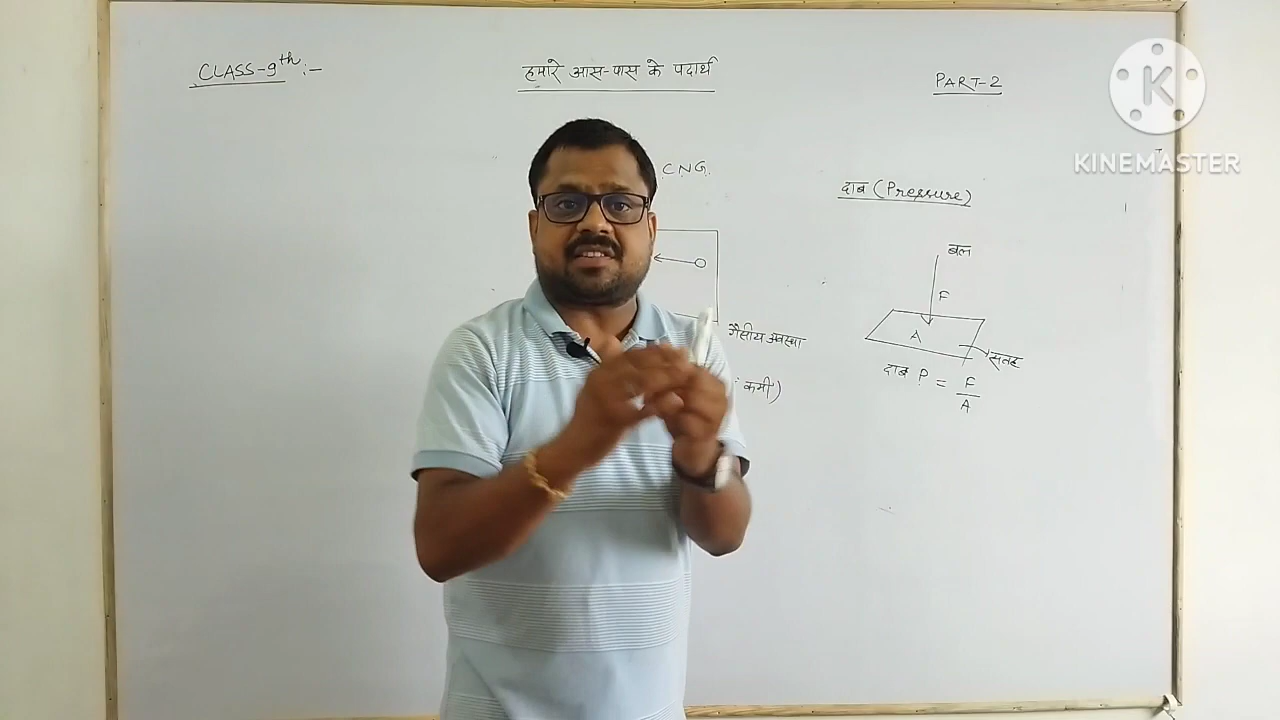 CLASS-9th:-
हमारे आस-पास के पदार्थ
PART-2
K
KINEMASTER
CNG.
दाब (Pressure)
बल
F
A
सतह
गैसीय अवस्था
कमी)
दाब P = F/A